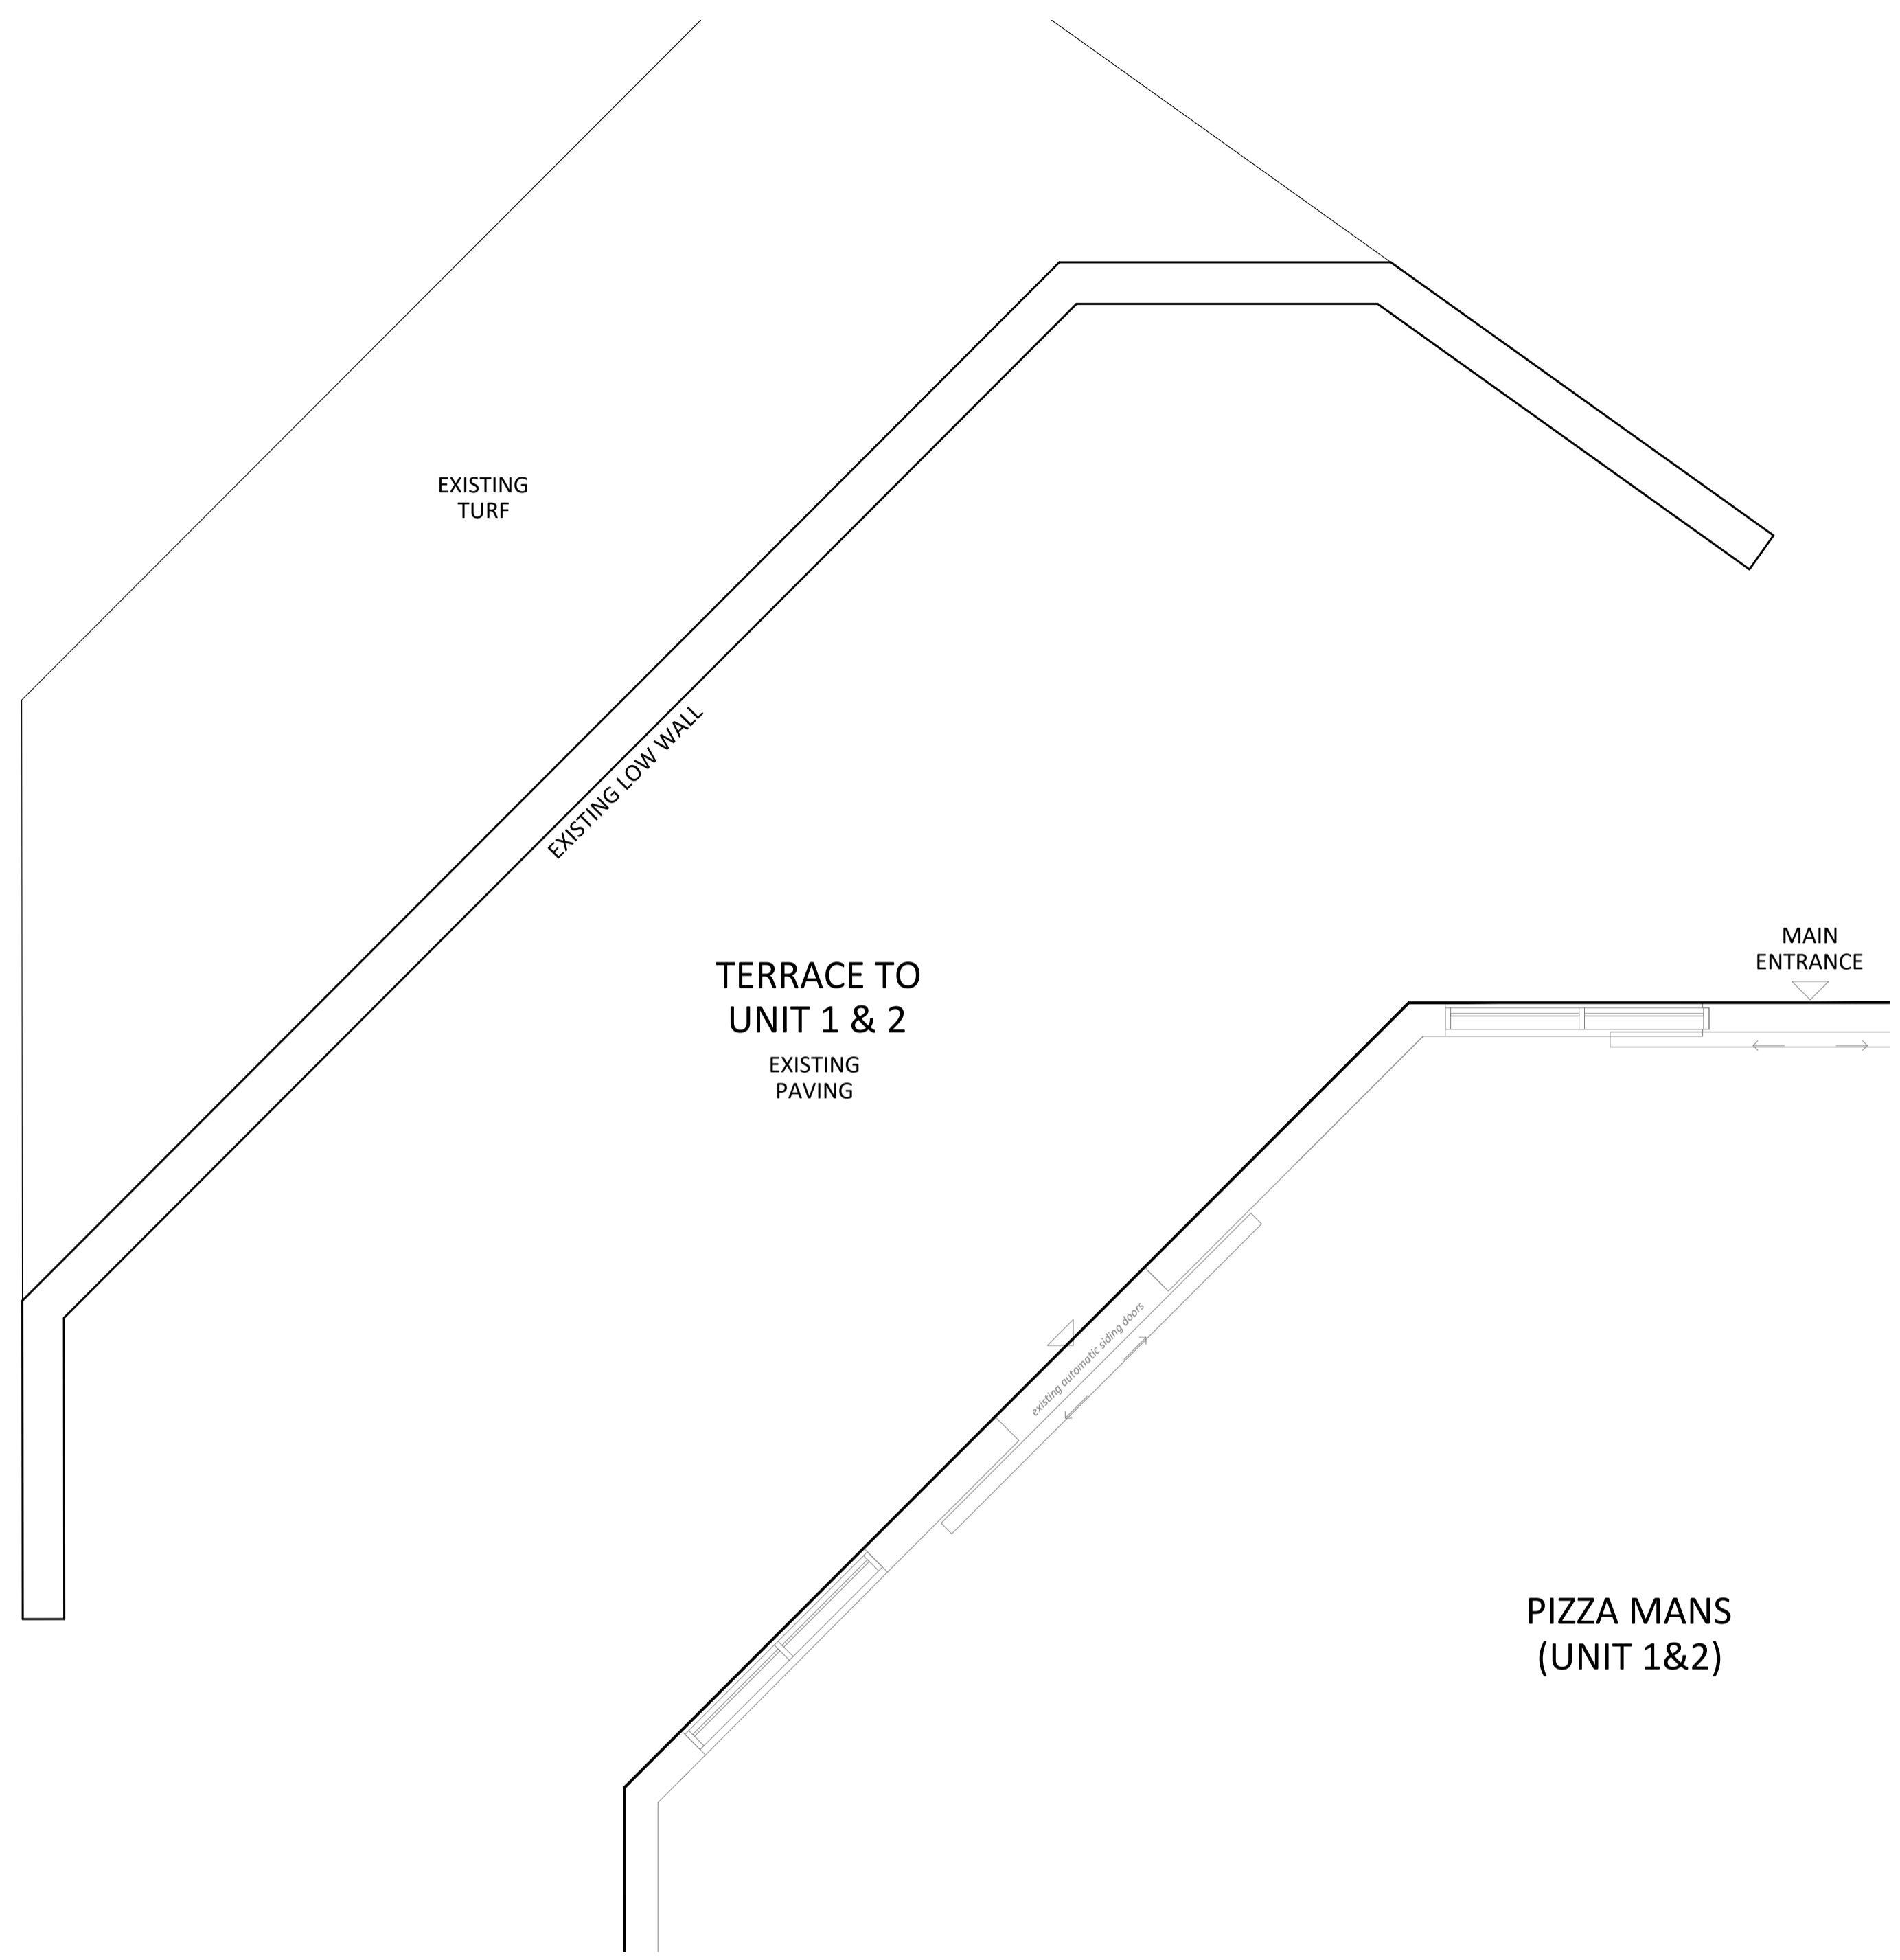 EXISTING
TURF
EXISTING LOW WALL
TERRACE TO
UNIT 1 & 2
EXISTING
PAVING
MAIN
ENTRANCE
existing automatic siding doors
PIZZA MANS
(UNIT 1&2)